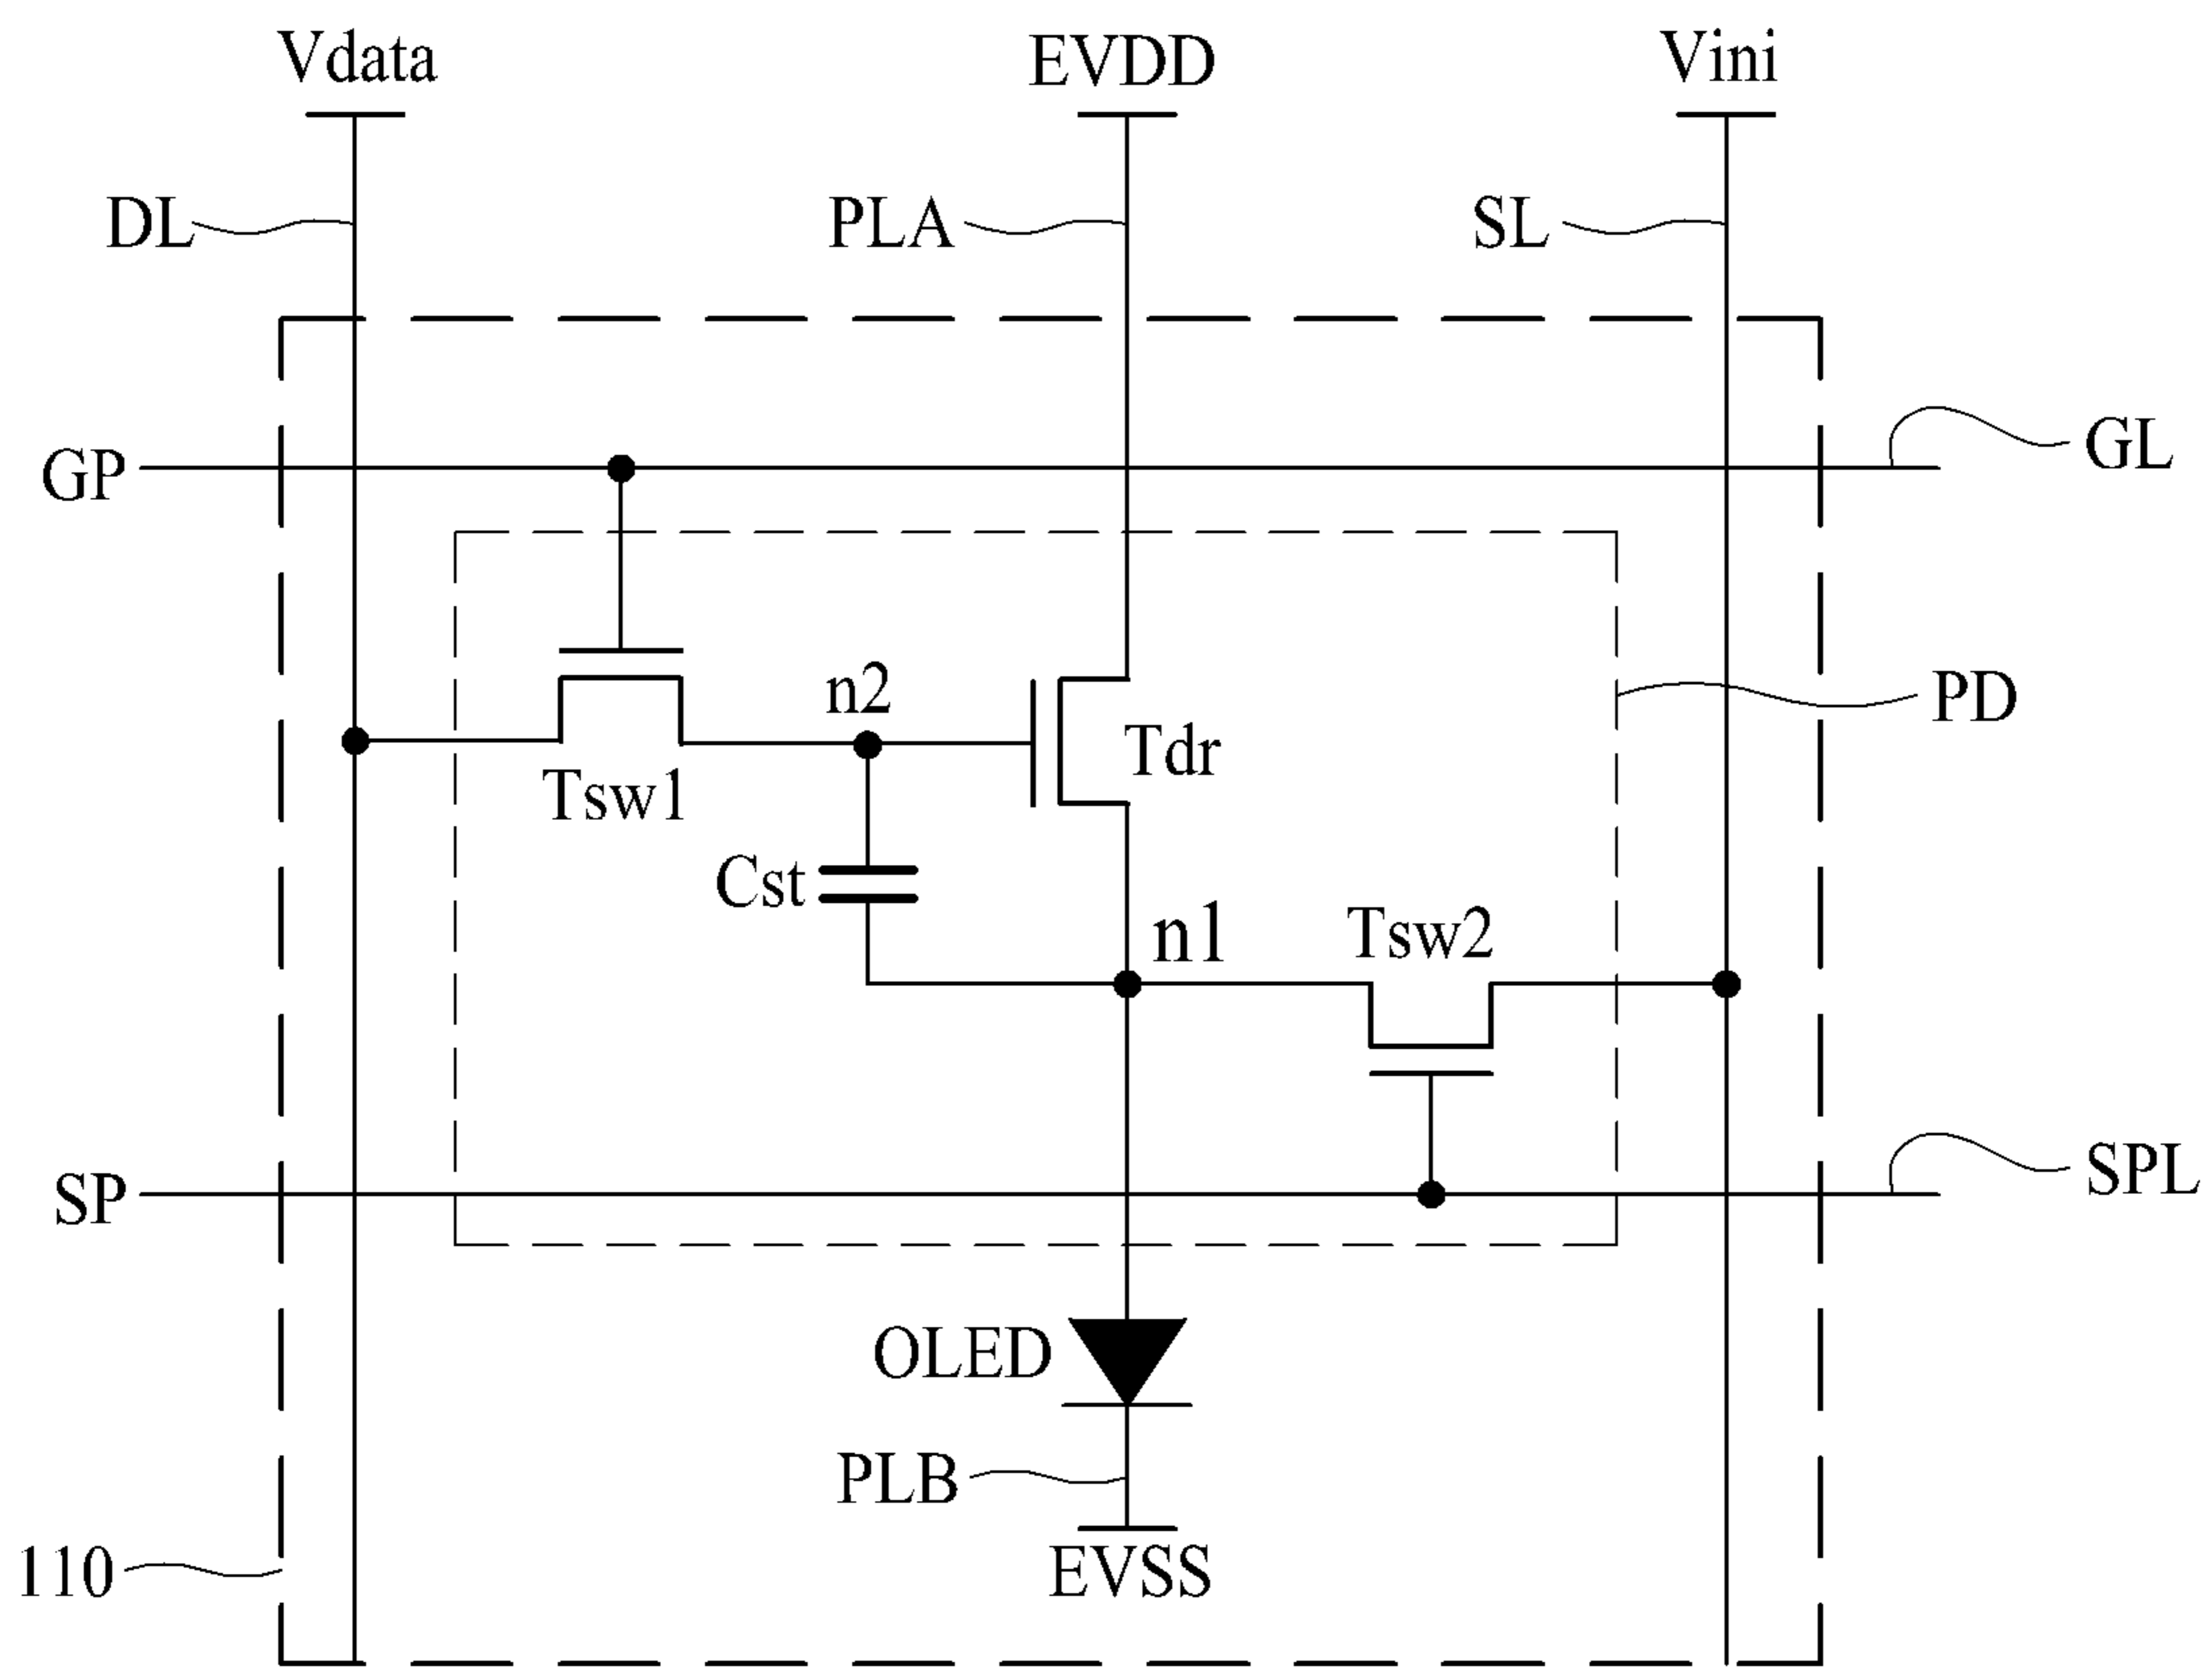 Vdata
EVDD
Vini
DL
PLA
SL
GP
GL
n2
PD
Tdr
Tsw1
Cst
n1
Tsw2
SP
SPL
OLED
PLB
110
EVSS